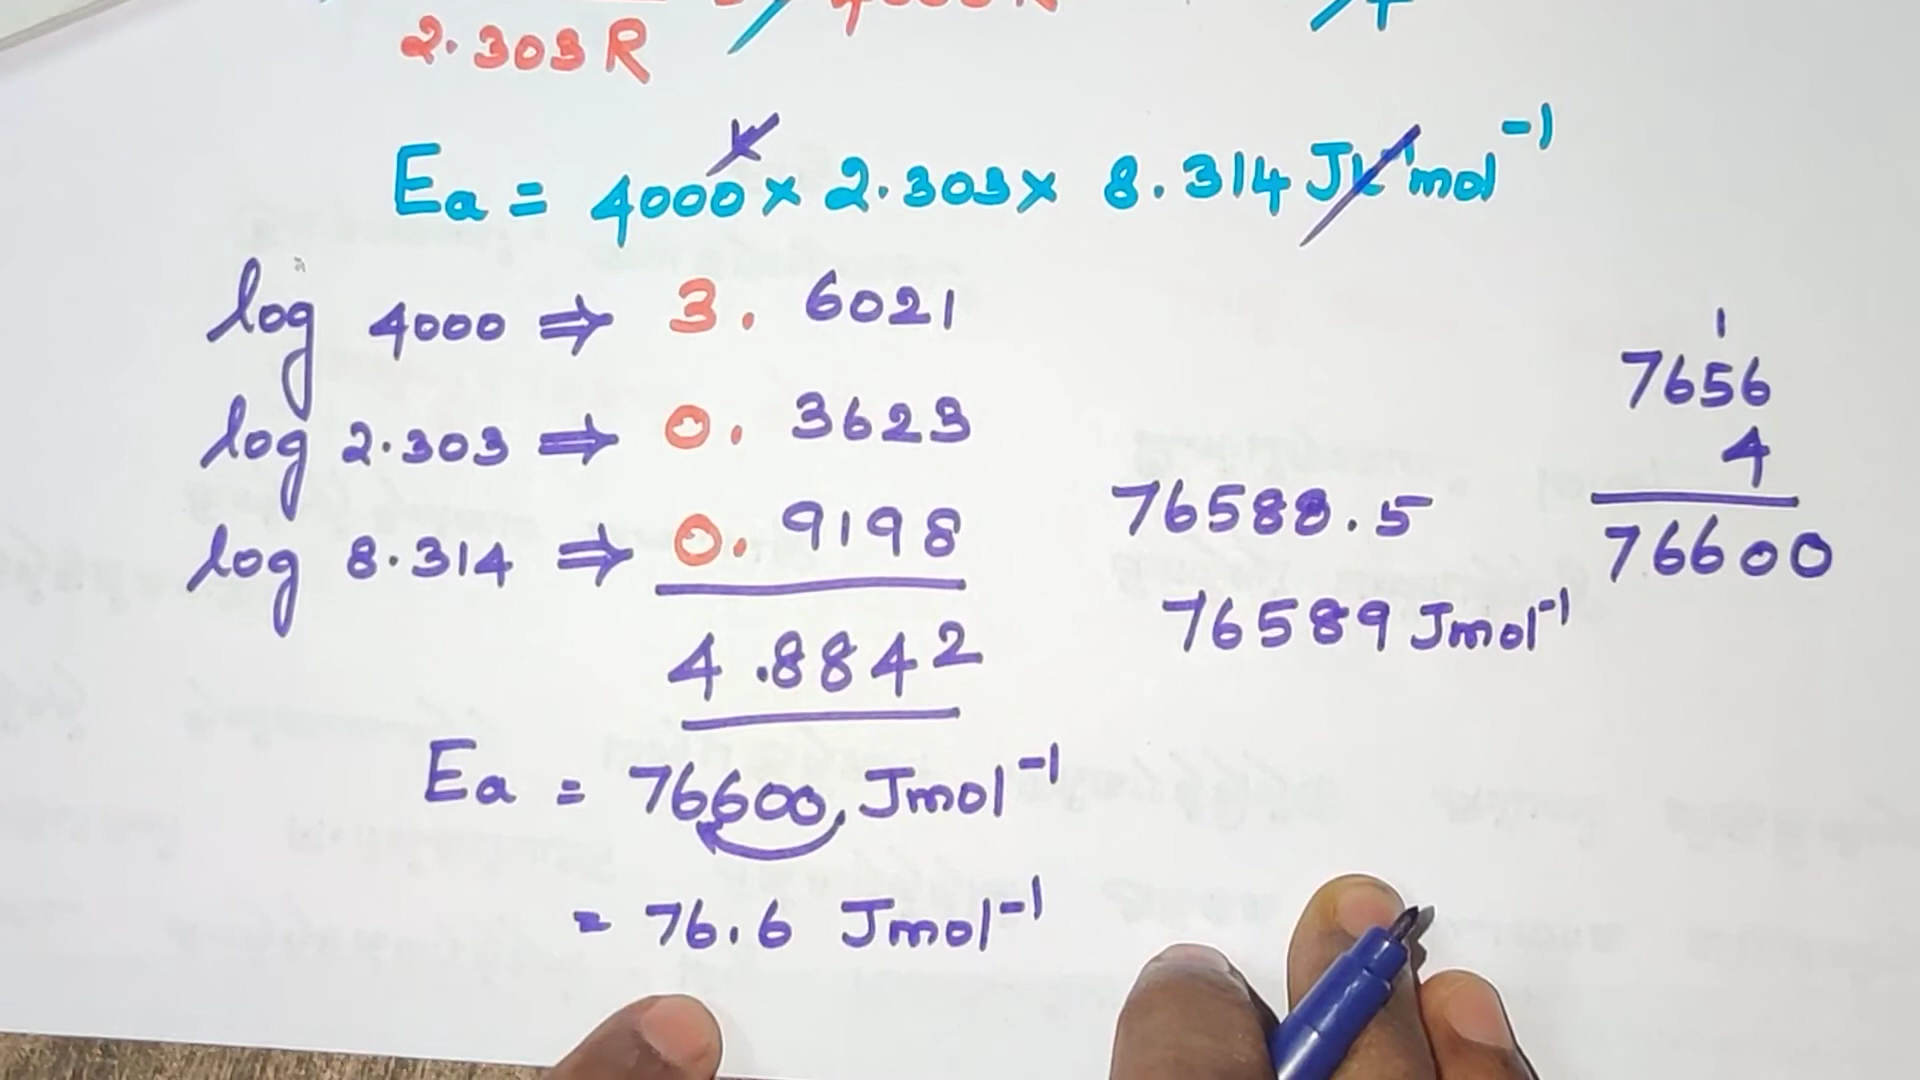 2.303 R
Ea = 4000 × 2.303 × 8.314 JK⁻¹mol⁻¹
log 4000 ⇒ 3.6021
log 2.303 ⇒ 0.3623
log 8.314 ⇒ 0.9198
4.8842
Ea = 76600 Jmol⁻¹
= 76.6 Jmol⁻¹
76588.5
76589 Jmol⁻¹
1
7656
4
76600